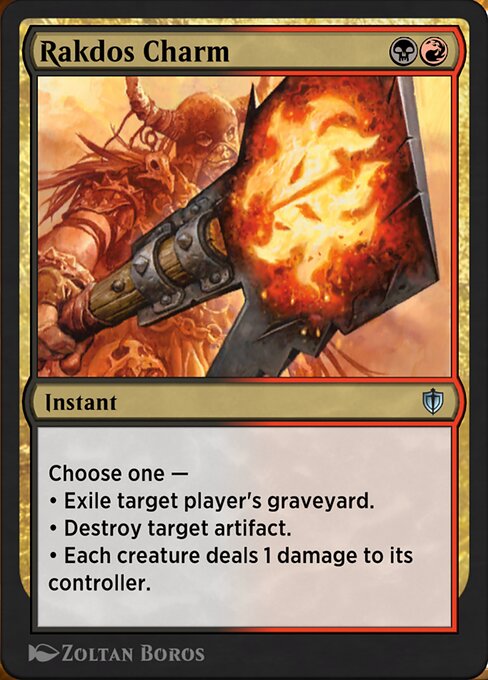 Rakdos Charm
Instant
Choose one —
• Exile target player's graveyard.
• Destroy target artifact.
• Each creature deals 1 damage to its
controller.
Zoltan Boros